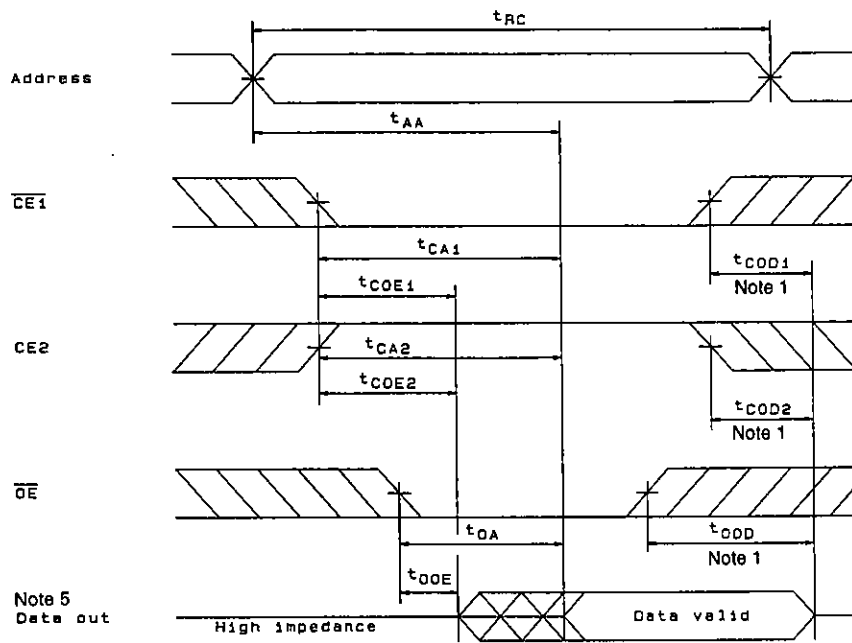 tRC
Address
tAA
CE1
tCA1
tCOD1
Note 1
tCOE1
CE2
tCA2
tCOE2
tCOD2
Note 1
OE
tOA
tOOD
Note 1
tOOE
Note 5
Data out
High impedance
Data valid